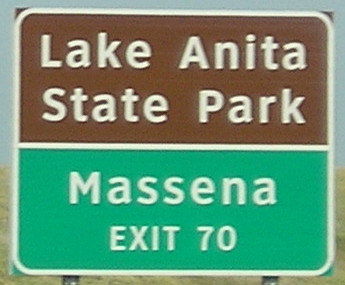 Lake Anita
State Park
Massena
EXIT 70